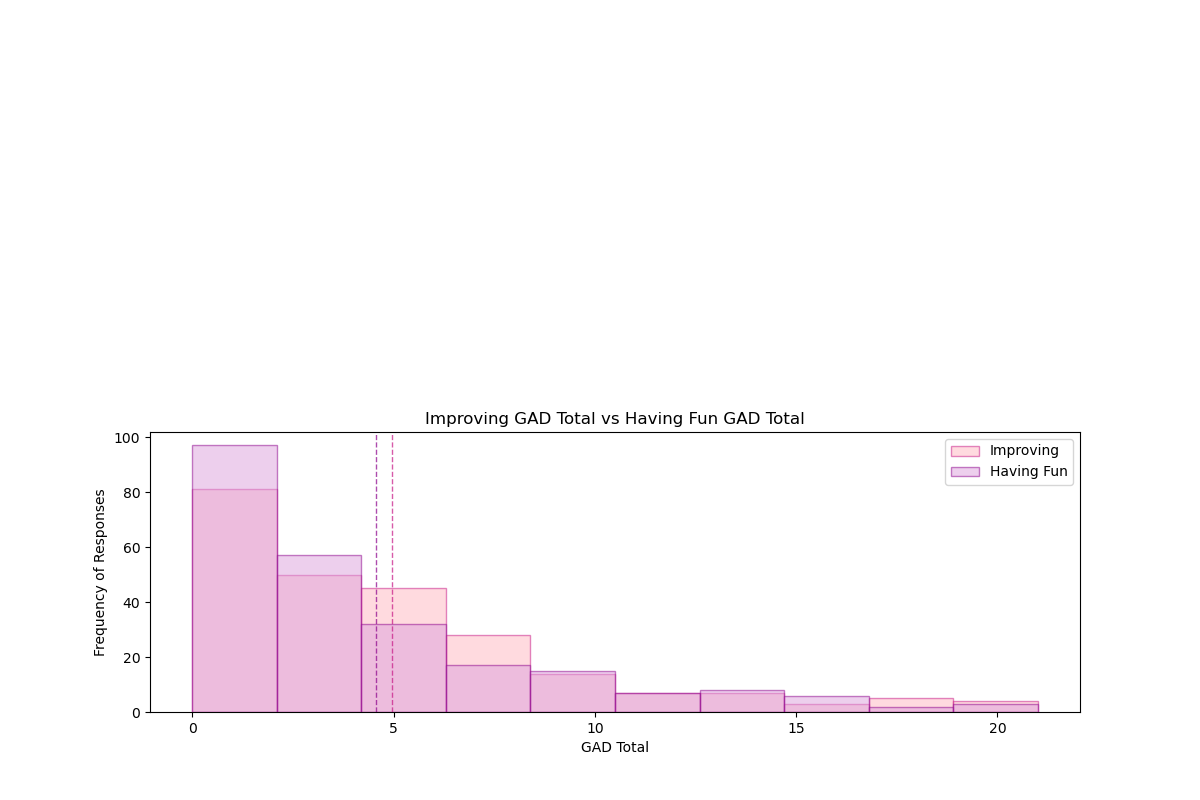 Improving GAD Total vs Having Fun GAD Total
Improving
Having Fun
Frequency of Responses
100
80
60
40
20
0
0 5 10 15 20
GAD Total